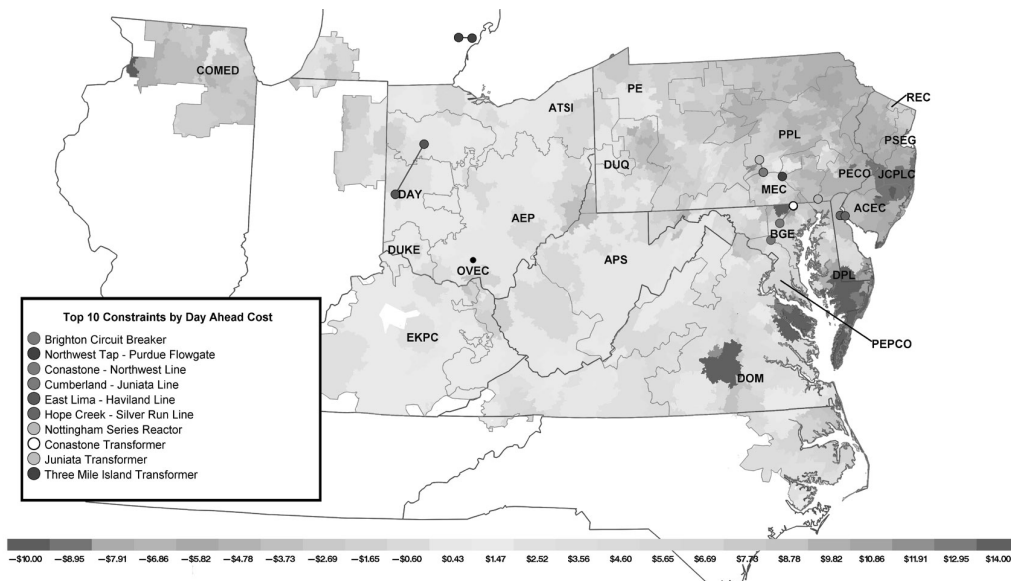 COMED
PE
ATSI
REC
PPL
PSEG
DUQ
PECO
JCPLC
DAY
MEC
AEP
ACEC
BGE
DUKE
APS
OVEC
DPL
Top 10 Constraints by Day Ahead Cost
Brighton Circuit Breaker
Northwest Tap - Purdue Flowgate
Conastone - Northwest Line
Cumberland - Juniata Line
East Lima - Haviland Line
Hope Creek - Silver Run Line
Nottingham Series Reactor
Conastone Transformer
Juniata Transformer
Three Mile Island Transformer
EKPC
PEPCO
DOM
–$10.00 –$8.95 –$7.91 –$6.86 –$5.82 –$4.78 –$3.73 –$2.69 –$1.65 –$0.60 $0.43 $1.47 $2.52 $3.56 $4.60 $5.65 $6.69 $7.73 $8.78 $9.82 $10.86 $11.91 $12.95 $14.00